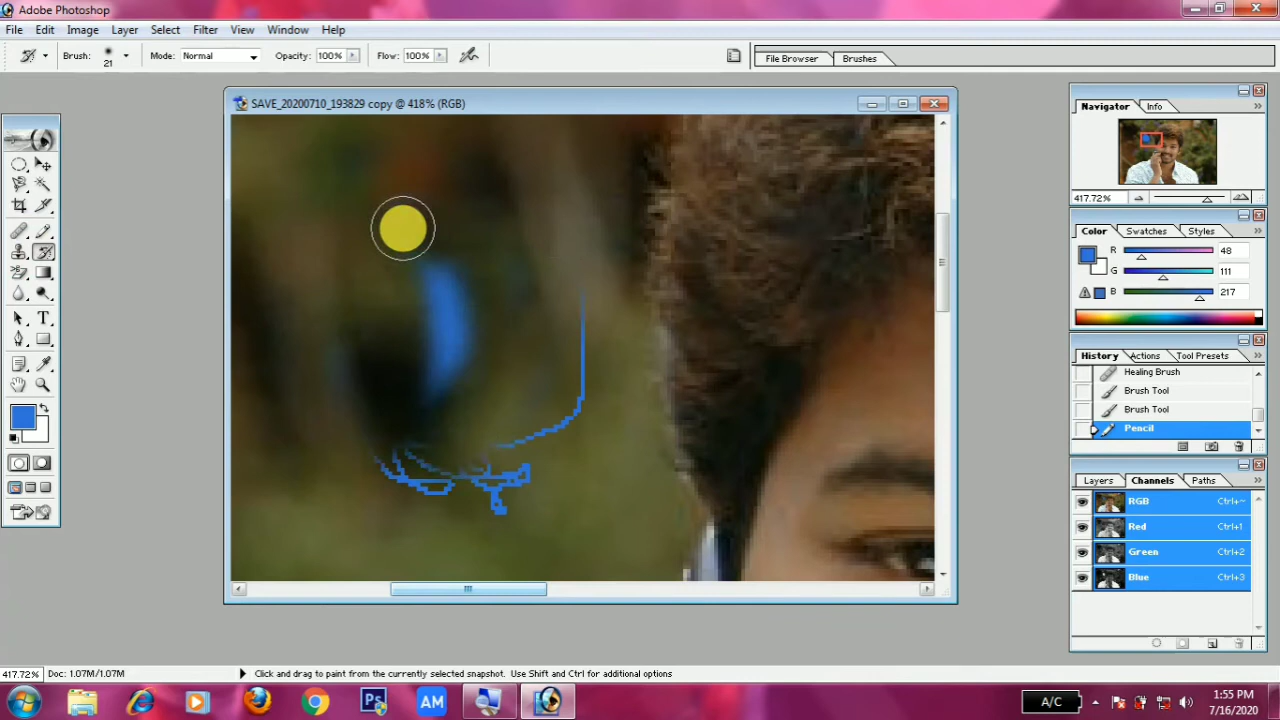 Adobe Photoshop
File Edit Image Layer Select Filter View Window Help
Brush: 21 Mode: Normal Opacity: 100% Flow: 100%
File Browser Brushes
SAVE_20200710_193829 copy @ 418% (RGB)
Navigator Info
417.72%
Color Swatches Styles
R 48
G 111
B 217
History Actions Tool Presets
Healing Brush
Brush Tool
Brush Tool
Pencil
Layers Channels Paths
RGB Ctrl+~
Red Ctrl+1
Green Ctrl+2
Blue Ctrl+3
417.72% Doc: 1.07M/1.07M Click and drag to paint from the currently selected snapshot. Use Shift and Ctrl for additional options
Ps AM A/C 1:55 PM
7/16/2020